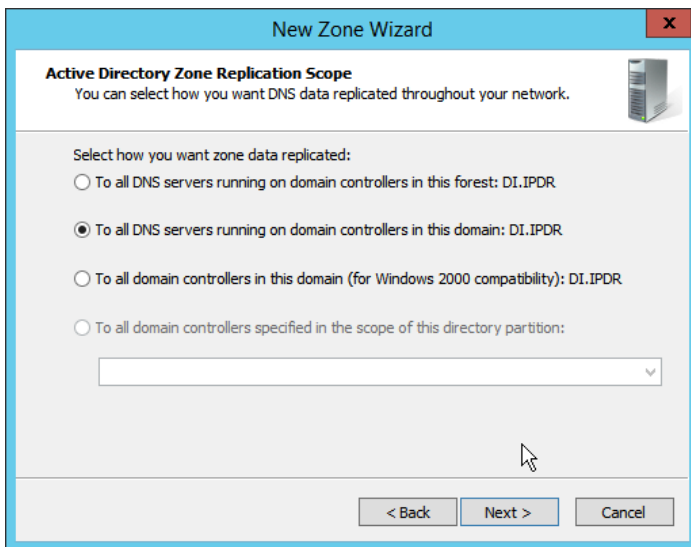 New Zone Wizard
x
Active Directory Zone Replication Scope
You can select how you want DNS data replicated throughout your network.
Select how you want zone data replicated:
To all DNS servers running on domain controllers in this forest: DI.IPDR
To all DNS servers running on domain controllers in this domain: DI.IPDR
To all domain controllers in this domain (for Windows 2000 compatibility): DI.IPDR
To all domain controllers specified in the scope of this directory partition:
< Back Next > Cancel